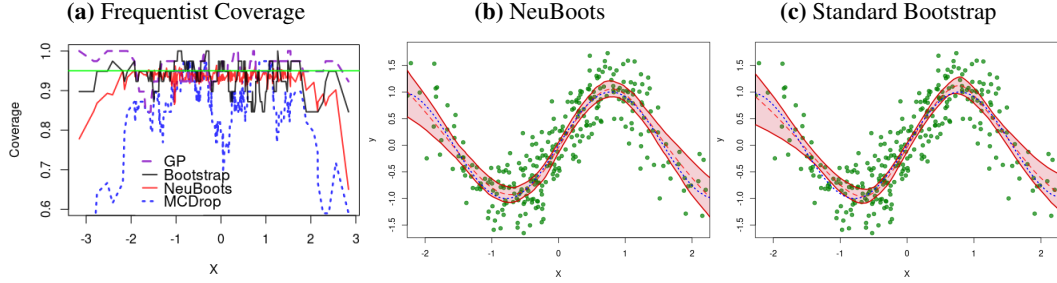 (a) Frequentist Coverage
(b) NeuBoots
(c) Standard Bootstrap
Coverage
1.0
0.9
0.8
0.7
0.6
GP
Bootstrap
NeuBoots
MCDrop
-3 -2 -1 0 1 2 3
X
y
1.5
1.0
0.5
0.0
-0.5
-1.0
-1.5
-2 -1 0 1 2
X
y
1.5
1.0
0.5
0.0
-0.5
-1.0
-1.5
-2 -1 0 1 2
X